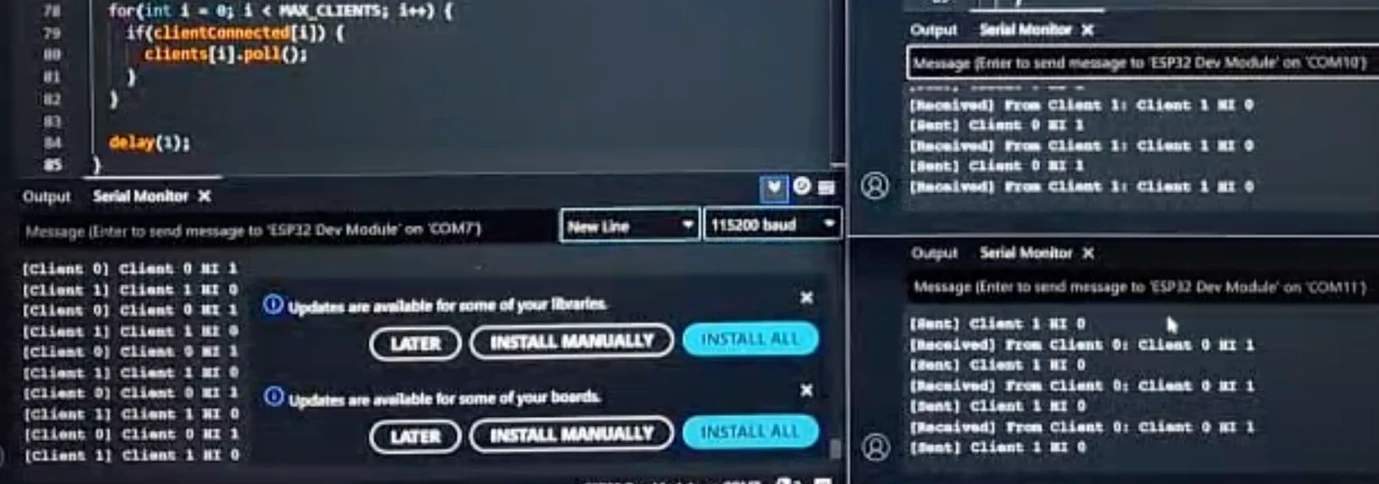 78 for(int i = 0; i < MAX_CLIENTS; i++) {
79 if(clientConnected[i]) {
80 clients[i].poll();
81 }
82 }
83
84 delay(1);
85 }
Output Serial Monitor X
Message (Enter to send message to 'ESP32 Dev Module' on 'COM7')
New Line
115200 baud
[Client 0] Client 0 HI 1
[Client 1] Client 1 HI 0
[Client 0] Client 0 HI 1
[Client 1] Client 1 HI 0
[Client 0] Client 0 HI 1
[Client 1] Client 1 HI 0
[Client 0] Client 0 HI 1
[Client 1] Client 1 HI 0
[Client 0] Client 0 HI 1
[Client 1] Client 1 HI 0
Updates are available for some of your libraries.
LATER INSTALL MANUALLY INSTALL ALL
Updates are available for some of your boards.
LATER INSTALL MANUALLY INSTALL ALL
Output Serial Monitor X
Message (Enter to send message to 'ESP32 Dev Module' on 'COM10')
[Received] From Client 1: Client 1 HI 0
[Sent] Client 0 HI 1
[Received] From Client 1: Client 1 HI 0
[Sent] Client 0 HI 1
[Received] From Client 1: Client 1 HI 0
Output Serial Monitor X
Message (Enter to send message to 'ESP32 Dev Module' on 'COM11')
[Sent] Client 1 HI 0
[Received] From Client 0: Client 0 HI 1
[Sent] Client 1 HI 0
[Received] From Client 0: Client 0 HI 1
[Sent] Client 1 HI 0
[Received] From Client 0: Client 0 HI 1
[Sent] Client 1 HI 0